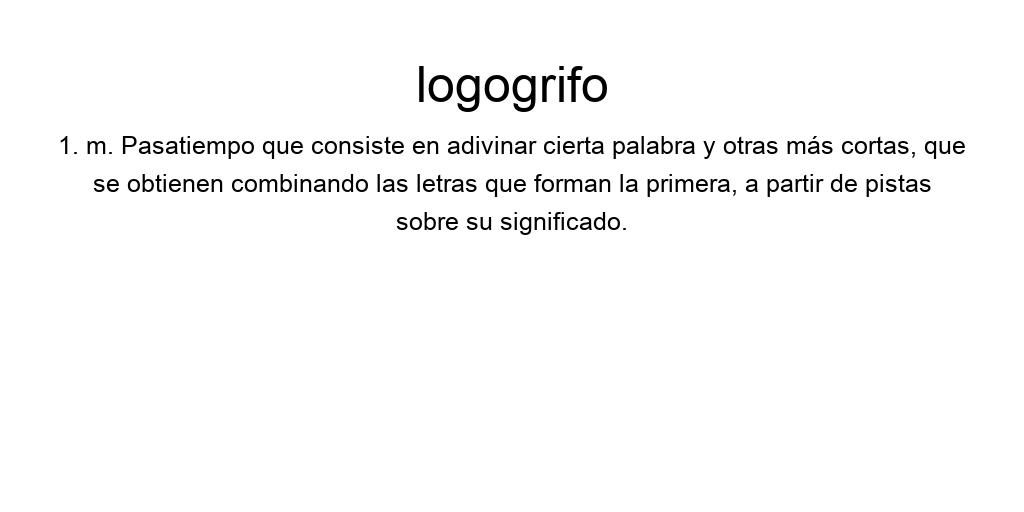 logogrifo
1. m. Pasatiempo que consiste en adivinar cierta palabra y otras más cortas, que
se obtienen combinando las letras que forman la primera, a partir de pistas
sobre su significado.